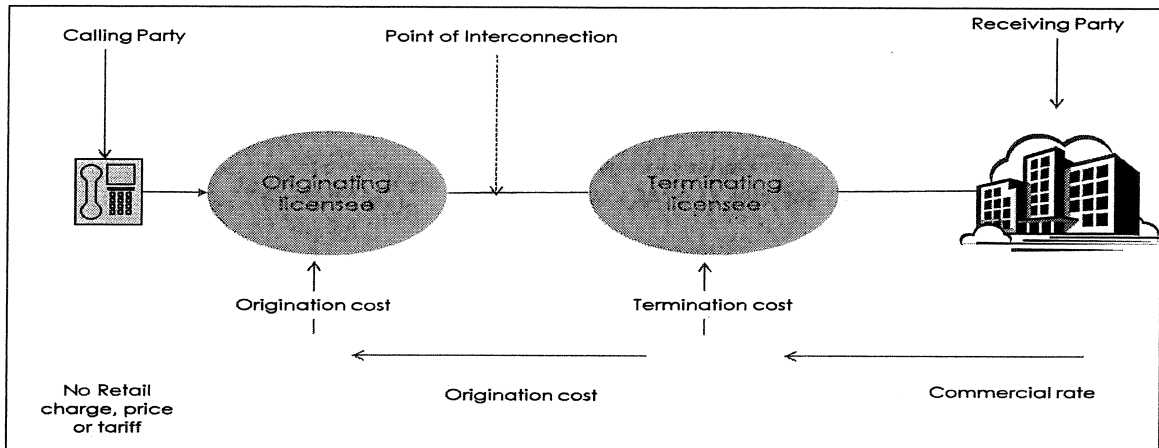 Calling Party
Point of Interconnection
Receiving Party
Originating
licensee
Terminating
licensee
Origination cost
Termination cost
No Retail
charge, price
or tariff
Origination cost
Commercial rate